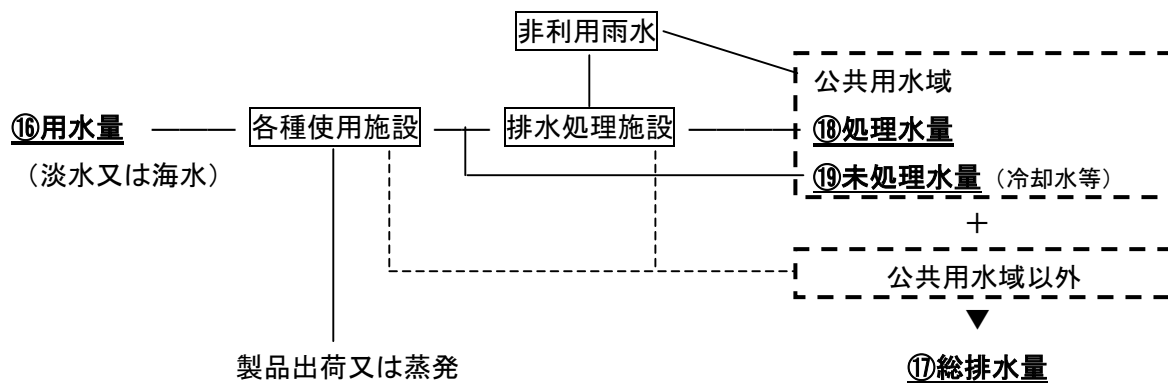 非利用雨水
公共用水域
⑯用水量
各種使用施設
排水処理施設
⑱処理水量
（淡水又は海水）
⑲未処理水量（冷却水等）
＋
公共用水域以外
▼
製品出荷又は蒸発
⑰総排水量